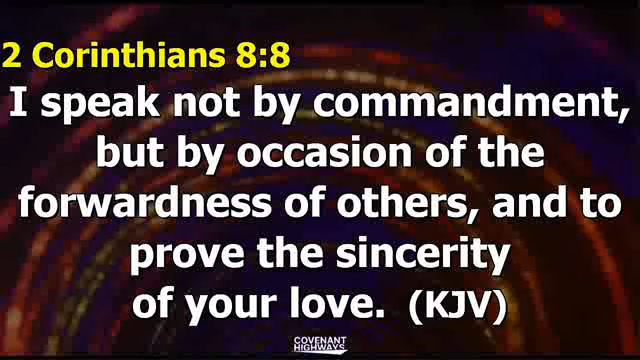 2 Corinthians 8:8
I speak not by commandment,
but by occasion of the
forwardness of others, and to
prove the sincerity
of your love. (KJV)
COVENANT
HIGHWAYS